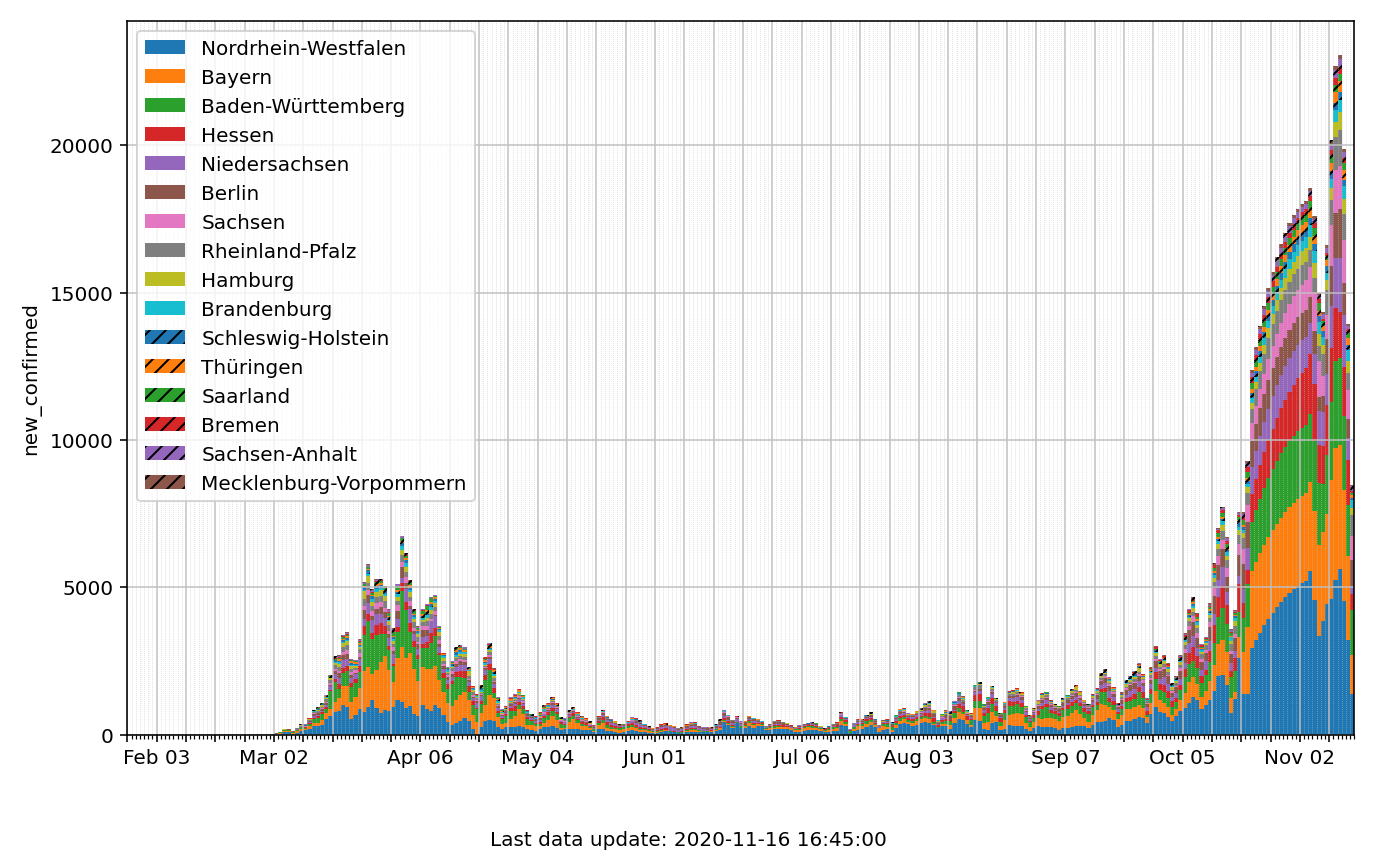 Nordrhein-Westfalen
Bayern
Baden-Württemberg
Hessen
Niedersachsen
Berlin
Sachsen
Rheinland-Pfalz
Hamburg
Brandenburg
Schleswig-Holstein
Thüringen
Saarland
Bremen
Sachsen-Anhalt
Mecklenburg-Vorpommern
new_confirmed
20000
15000
10000
5000
0
Feb 03 Mar 02 Apr 06 May 04 Jun 01 Jul 06 Aug 03 Sep 07 Oct 05 Nov 02
Last data update: 2020-11-16 16:45:00